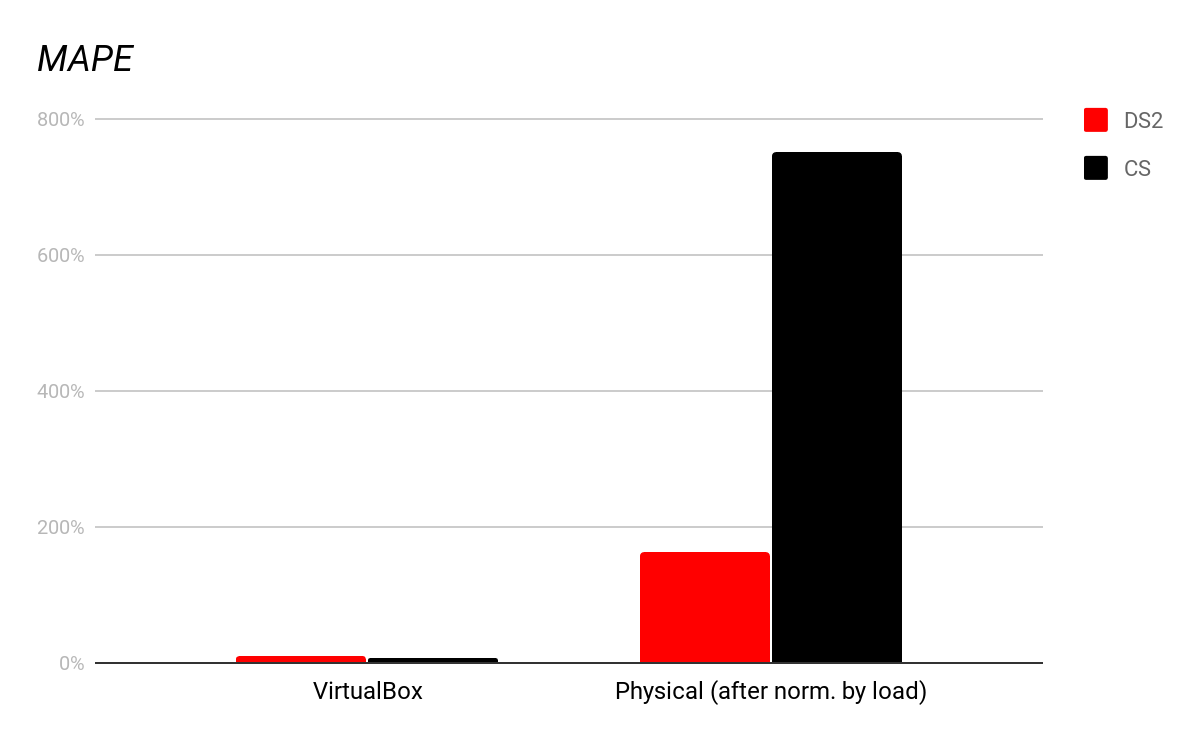 MAPE
800%
600%
400%
200%
0%
VirtualBox
Physical (after norm. by load)
DS2
CS